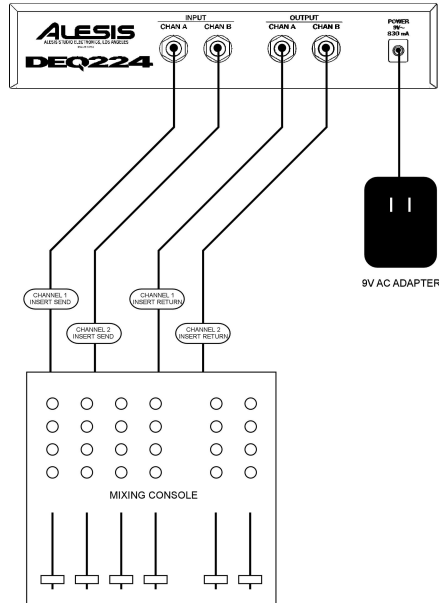 INPUT
OUTPUT
CHAN A
CHAN B
CHAN A
CHAN B
POWER
9V~
830 mA
ALESIS
ALESIS STUDIO ELECTRONICS, LOS ANGELES
DEQ224
9V AC ADAPTER
CHANNEL 1
INSERT SEND
CHANNEL 1
INSERT RETURN
CHANNEL 2
INSERT SEND
CHANNEL 2
INSERT RETURN
MIXING CONSOLE